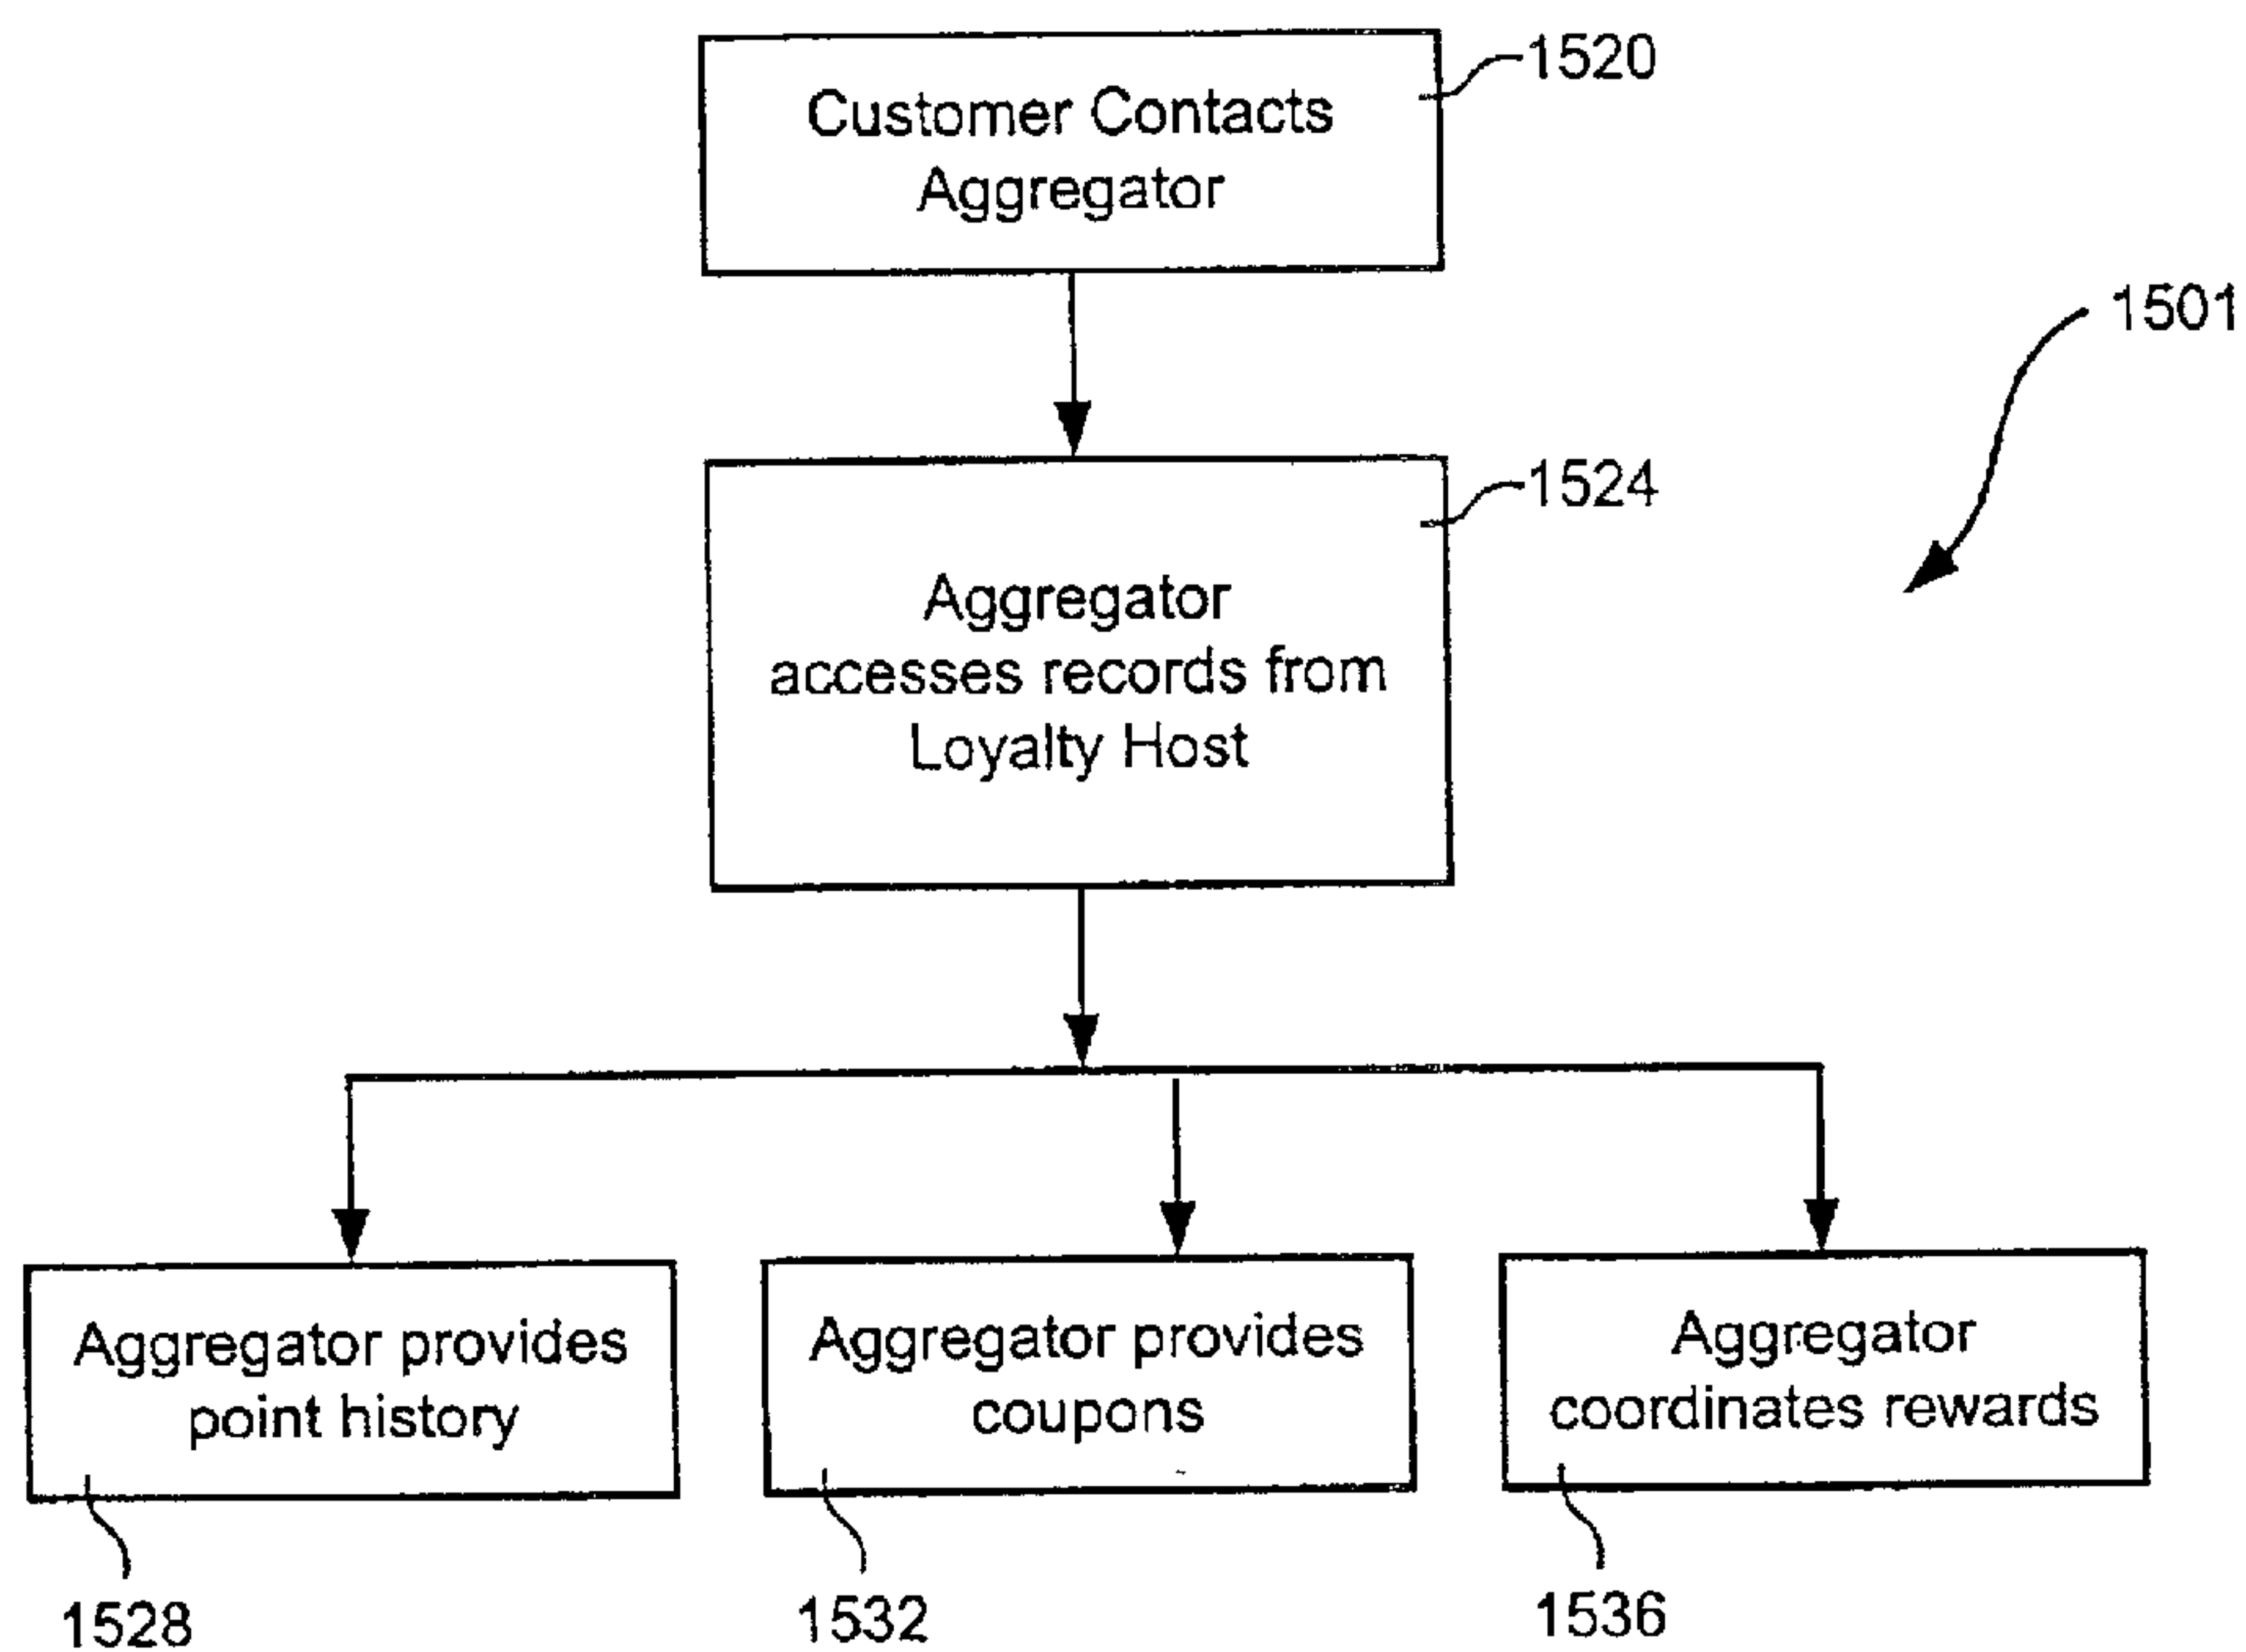 Customer Contacts
Aggregator
1520
1501
Aggregator
accesses records from
Loyalty Host
1524
Aggregator provides
point history
1528
Aggregator provides
coupons
1532
Aggregator
coordinates rewards
1536